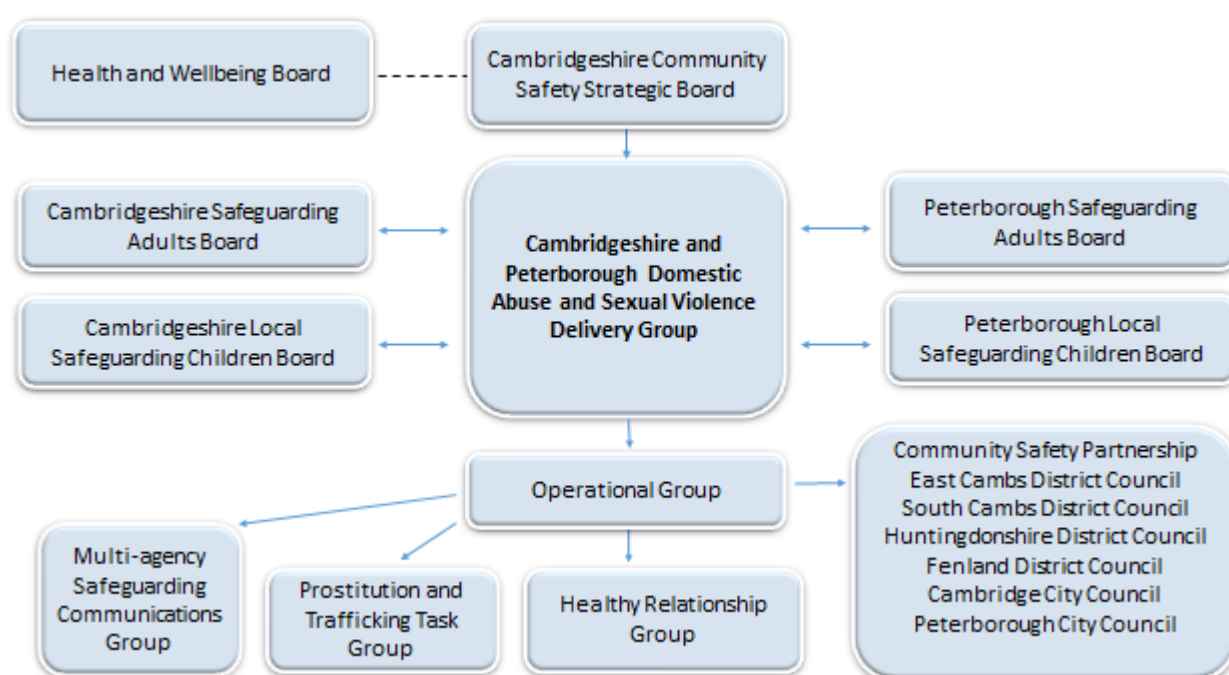 Health and Wellbeing Board
Cambridgeshire Community
Safety Strategic Board
Cambridgeshire Safeguarding
Adults Board
Cambridgeshire and
Peterborough Domestic
Abuse and Sexual Violence
Delivery Group
Peterborough Safeguarding
Adults Board
Cambridgeshire Local
Safeguarding Children Board
Peterborough Local
Safeguarding Children Board
Operational Group
Community Safety Partnership
East Cambs District Council
South Cambs District Council
Huntingdonshire District Council
Fenland District Council
Cambridge City Council
Peterborough City Council
Multi-agency
Safeguarding
Communications
Group
Prostitution and
Trafficking Task
Group
Healthy Relationship
Group